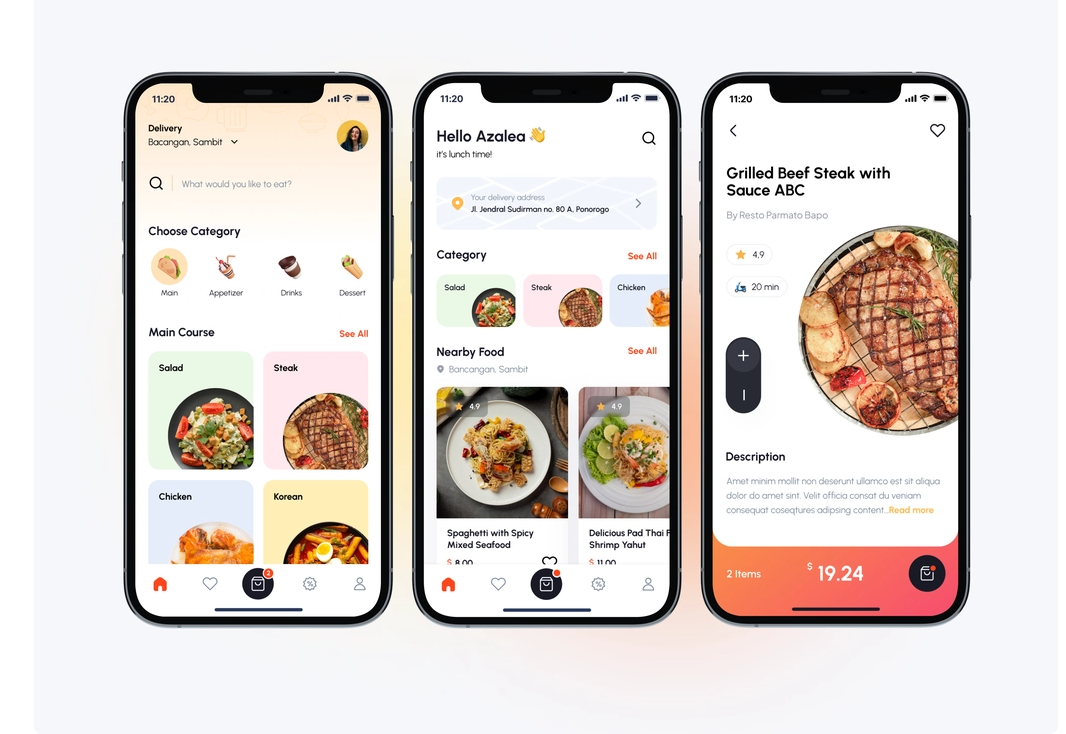 11:20
Delivery
Bacangan, Sambit
What would you like to eat?
Choose Category
Main
Appetizer
Drinks
Dessert
Main Course
See All
Salad
Steak
Chicken
Korean
2
11:20
Hello Azalea 👋
it's lunch time!
Your delivery address
Jl. Jendral Sudirman no. 80 A, Ponorogo
Category
See All
Salad
Steak
Chicken
Nearby Food
See All
Bancangan, Sambit
4.9
4.9
Spaghetti with Spicy
Mixed Seafood
$ 8.00
Delicious Pad Thai F
Shrimp Yahut
$ 11.00
11:20
Grilled Beef Steak with
Sauce ABC
By Resto Parmato Bapo
4,9
20 min
+
Description
Amet minim mollit non deserunt ullamco est sit aliqua
dolor do amet sint. Velit officia consat du veniam
consequat coseqtures adipsing content..Read more
2 Items
$ 19.24